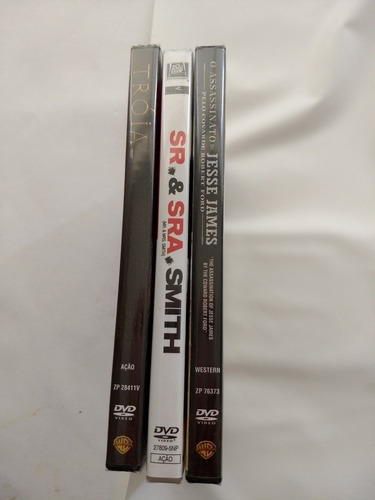 TRÓIA
AÇÃO
ZP 28411V
DVD
VIDEO
SR. & SRA. SMITH
(MR. & MRS. SMITH)
DVD
VIDEO
27809-SNP
AÇÃO
O ASSASSINATO DE JESSE JAMES
PELO COVARDE ROBERT FORD
"THE ASSASSINATION OF JESSE JAMES
BY THE COWARD ROBERT FORD"
WESTERN
ZP 76373
DVD
VIDEO